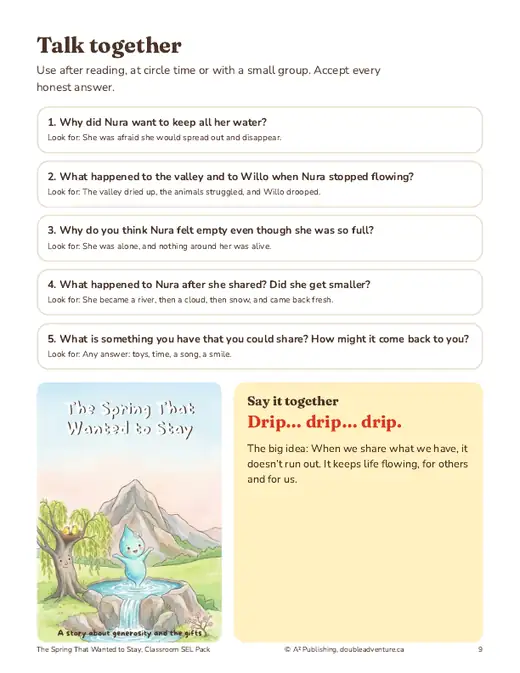 Talk together
Use after reading, at circle time or with a small group. Accept every
honest answer.
1. Why did Nura want to keep all her water?
Look for: She was afraid she would spread out and disappear.
2. What happened to the valley and to Willo when Nura stopped flowing?
Look for: The valley dried up, the animals struggled, and Willo drooped.
3. Why do you think Nura felt empty even though she was so full?
Look for: She was alone, and nothing around her was alive.
4. What happened to Nura after she shared? Did she get smaller?
Look for: She became a river, then a cloud, then snow, and came back fresh.
5. What is something you have that you could share? How might it come back to you?
Look for: Any answer: toys, time, a song, a smile.
The Spring That
Wanted to Stay
A story about generosity and the gifts
Say it together
Drip... drip... drip.
The big idea: When we share what we have, it
doesn't run out. It keeps life flowing, for others
and for us.
The Spring That Wanted to Stay, Classroom SEL Pack
© A² Publishing, doubleadventure.ca
9